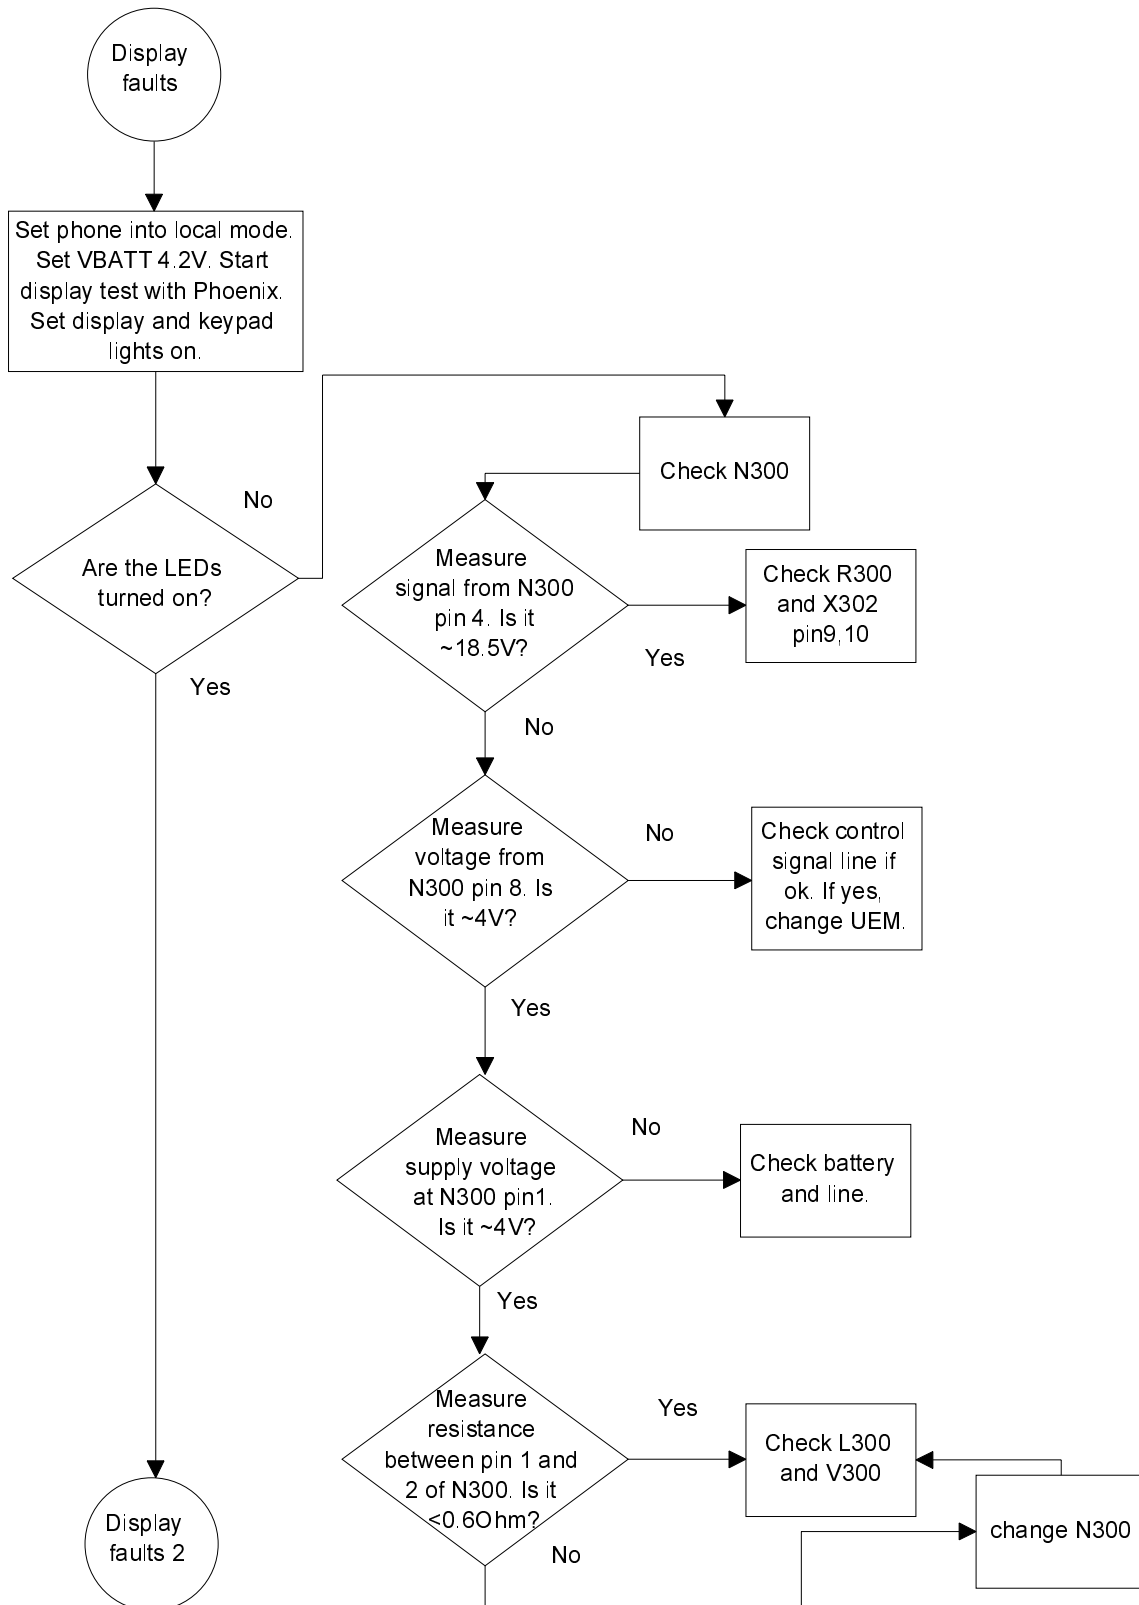 Display
faults
Set phone into local mode.
Set VBATT 4.2V. Start
display test with Phoenix.
Set display and keypad
lights on.
No
Check N300
Are the LEDs
turned on?
Yes
Measure
signal from N300
pin 4. Is it
~18.5V?
Yes
Check R300
and X302
pin9,10
No
Measure
voltage from
N300 pin 8. Is
it ~4V?
No
Check control
signal line if
ok. If yes,
change UEM.
Yes
Measure
supply voltage
at N300 pin1.
Is it ~4V?
No
Check battery
and line.
Yes
Measure
resistance
between pin 1 and
2 of N300. Is it
<0.6Ohm?
Yes
Check L300
and V300
change N300
No
Display
faults 2